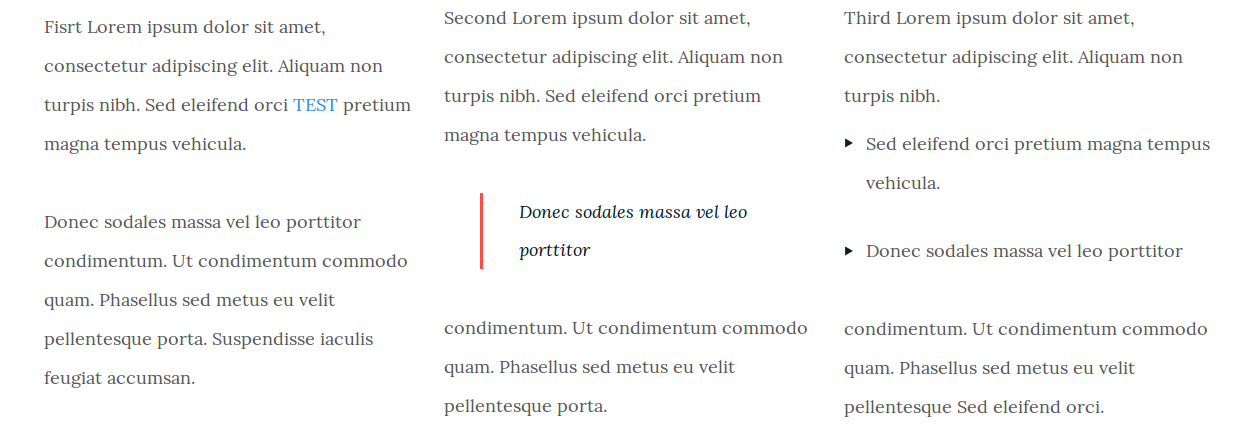 Fisrt Lorem ipsum dolor sit amet,
consectetur adipiscing elit. Aliquam non
turpis nibh. Sed eleifend orci TEST pretium
magna tempus vehicula.
Donec sodales massa vel leo porttitor
condimentum. Ut condimentum commodo
quam. Phasellus sed metus eu velit
pellentesque porta. Suspendisse iaculis
feugiat accumsan.
Second Lorem ipsum dolor sit amet,
consectetur adipiscing elit. Aliquam non
turpis nibh. Sed eleifend orci pretium
magna tempus vehicula.
Donec sodales massa vel leo
porttitor
condimentum. Ut condimentum commodo
quam. Phasellus sed metus eu velit
pellentesque porta.
Third Lorem ipsum dolor sit amet,
consectetur adipiscing elit. Aliquam non
turpis nibh.
Sed eleifend orci pretium magna tempus
vehicula.
Donec sodales massa vel leo porttitor
condimentum. Ut condimentum commodo
quam. Phasellus sed metus eu velit
pellentesque Sed eleifend orci.